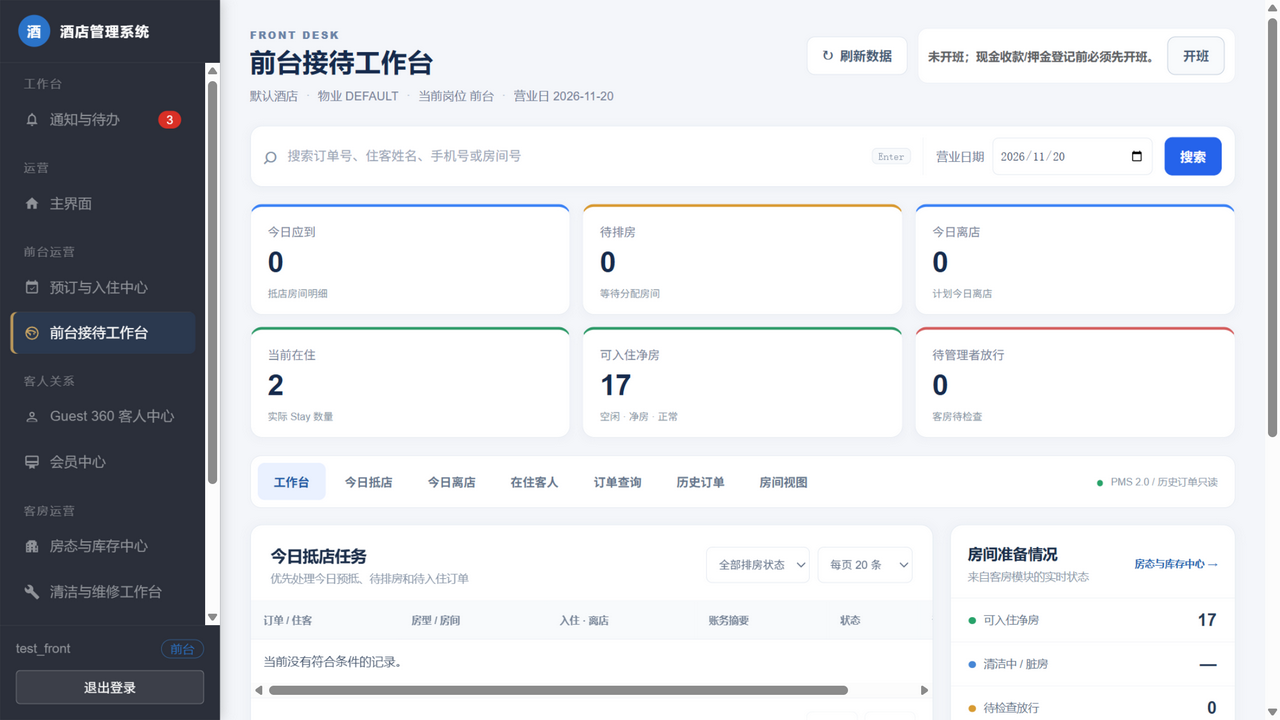 酒 酒店管理系统
工作台
通知与待办 3
运营
主界面
前台运营
预订与入住中心
前台接待工作台
客人关系
Guest 360 客人中心
会员中心
客房运营
房态与库存中心
清洁与维修工作台
test_front 前台
退出登录
FRONT DESK
前台接待工作台
默认酒店 · 物业 DEFAULT · 当前岗位 前台 · 营业日 2026-11-20
↻ 刷新数据
未开班；现金收款/押金登记前必须先开班。 开班
搜索订单号、住客姓名、手机号或房间号 Enter 营业日期 2026/11/20 搜索
今日应到
0
抵店房间明细
待排房
0
等待分配房间
今日离店
0
计划今日离店
当前在住
2
实际 Stay 数量
可入住净房
17
空闲 · 净房 · 正常
待管理者放行
0
客房待检查
工作台 今日抵店 今日离店 在住客人 订单查询 历史订单 房间视图 PMS 2.0 / 历史订单只读
今日抵店任务
优先处理今日预抵、待排房和待入住订单
全部排房状态 每页 20 条
订单 / 住客 房型 / 房间 入住 · 离店 账务摘要 状态
当前没有符合条件的记录。
房间准备情况
来自客房模块的实时状态
房态与库存中心 →
可入住净房 17
清洁中 / 脏房 —
待检查放行 0